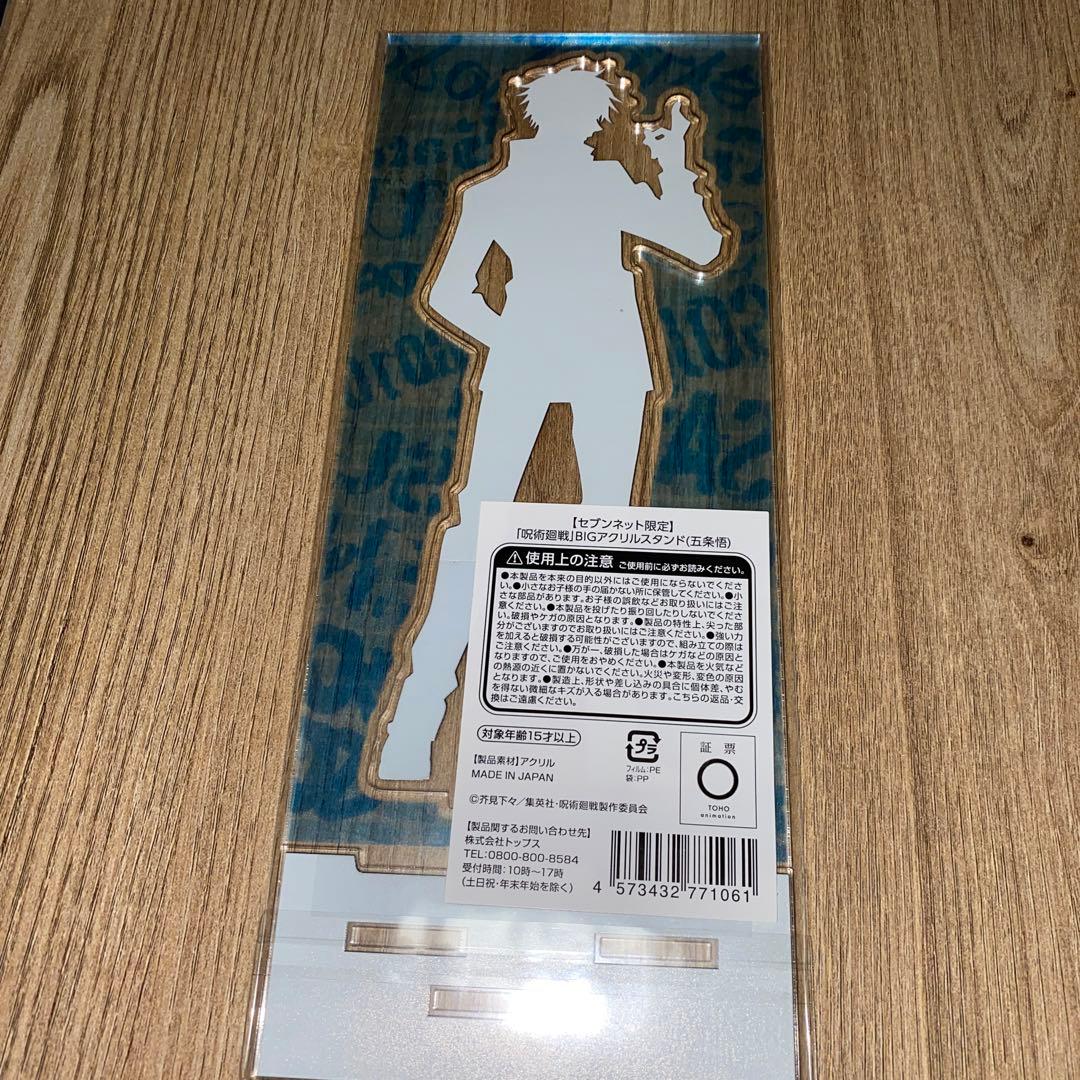 【セブンネット限定】
「呪術廻戦」BIGアクリルスタンド(五条悟)
使用上の注意 ご使用前に必ずお読みください。
●本製品を本来の目的以外にはご使用にならないでくださ
い。●小さなお子様の手の届かない所に保管してください。●小
さな部品があります。お子様の誤飲などお取り扱いにはご注
意ください。●本製品を投げたり振り回したりしないでくださ
い。破損やケガの原因となります。●製品の特性上、尖った部
分がございますのでお取り扱いにはご注意ください。●強い力
を加えると破損する可能性がございますので、組み立ての際は
ご注意ください。●万が一、破損した場合はケガなどの原因と
なりますので、ご使用をおやめください。●本製品を火気など
の熱源の近くに置かないでください。火災や変形、変色の原因
となります。●製造上、形状や差し込みの具合に個体差、やむ
を得ない微細なキズが入る場合があります。こちらの返品・交
換はご遠慮ください。
対象年齢15才以上
【製品素材】アクリル
MADE IN JAPAN
プラ
フィルム:PE
袋:PP
証票
TOHO
animation
©芥見下々／集英社・呪術廻戦製作委員会
【製品関するお問い合わせ先】
株式会社トップス
TEL:0800-800-8584
受付時間:10時〜17時
(土日祝・年末年始を除く)
4 573432 771061